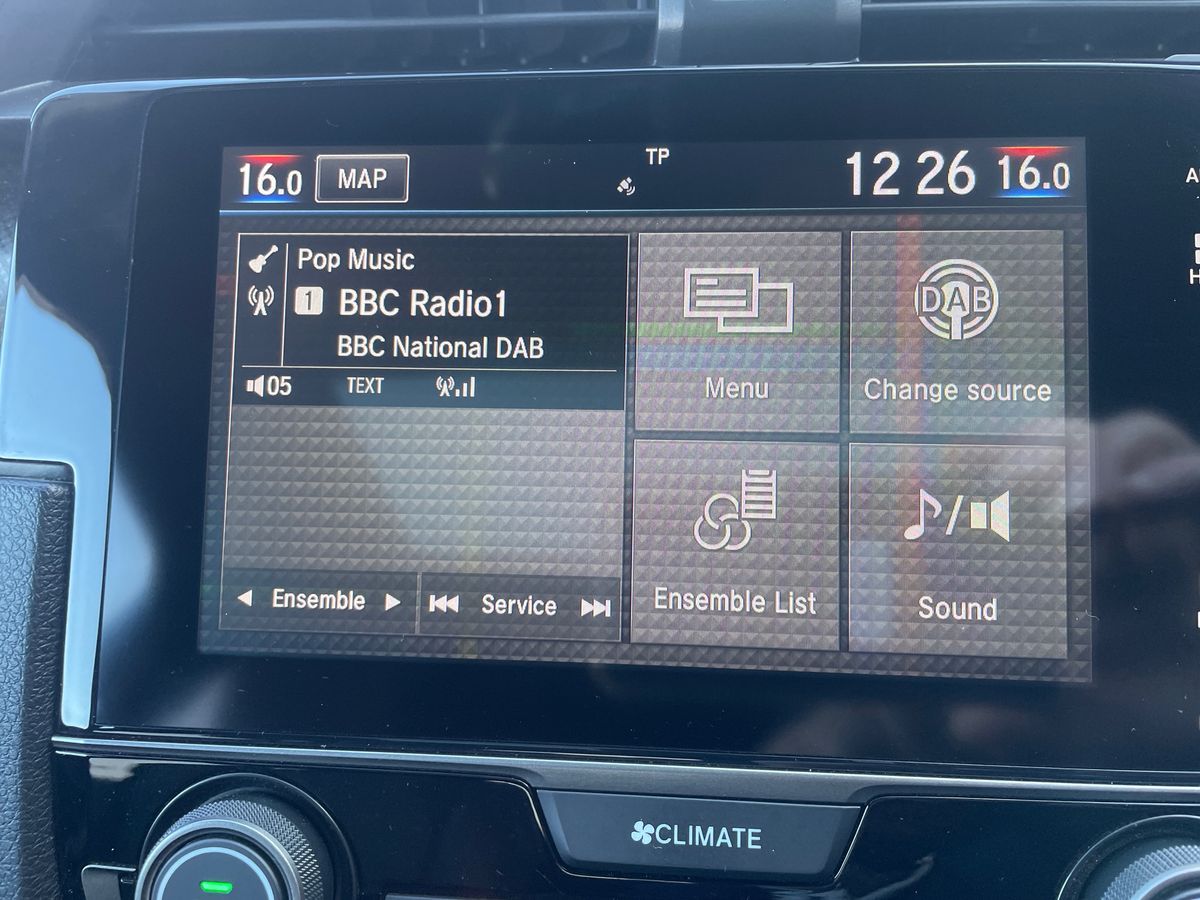 16.0 MAP TP 12 26 16.0
Pop Music
1 BBC Radio1
BBC National DAB
05 TEXT
Menu
DAB
Change source
Ensemble
Service
Ensemble List
Sound
CLIMATE